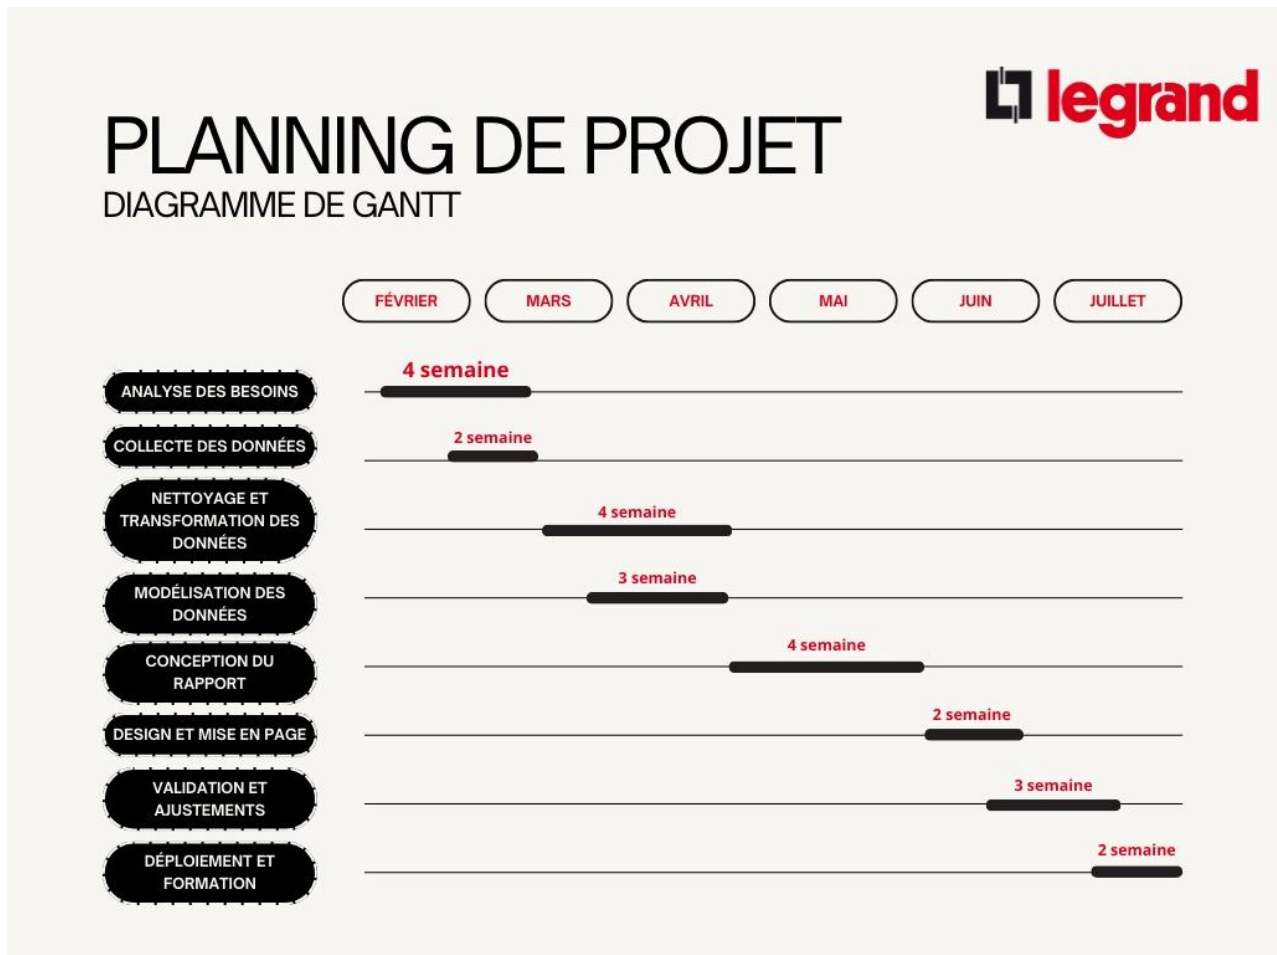 legrand
PLANNING DE PROJET
DIAGRAMME DE GANTT
FÉVRIER MARS AVRIL MAI JUIN JUILLET
4 semaine
ANALYSE DES BESOINS
2 semaine
COLLECTE DES DONNÉES
4 semaine
NETTOYAGE ET
TRANSFORMATION DES
DONNÉES
3 semaine
MODÉLISATION DES
DONNÉES
4 semaine
CONCEPTION DU
RAPPORT
2 semaine
DESIGN ET MISE EN PAGE
3 semaine
VALIDATION ET
AJUSTEMENTS
2 semaine
DÉPLOIEMENT ET
FORMATION